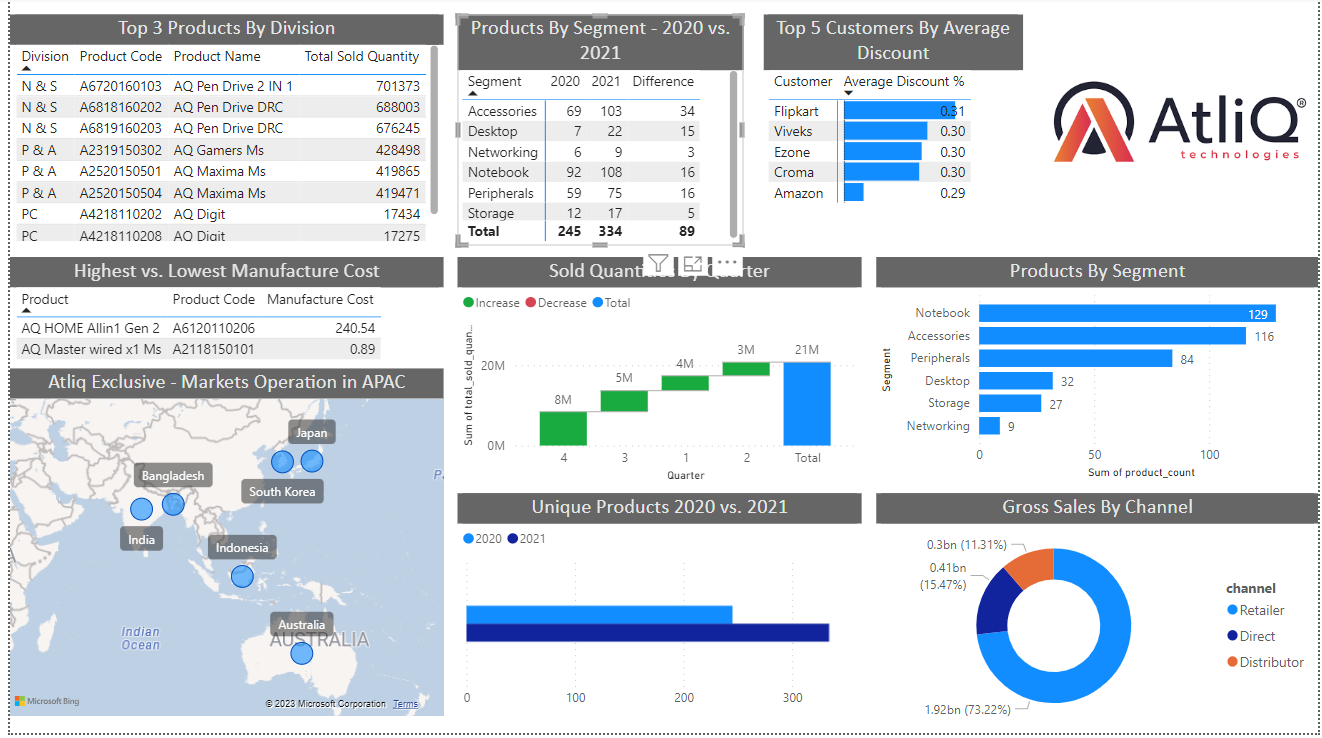 Top 3 Products By Division
Division Product Code Product Name Total Sold Quantity
N & S A6720160103 AQ Pen Drive 2 IN 1 701373
N & S A6818160202 AQ Pen Drive DRC 688003
N & S A6819160203 AQ Pen Drive DRC 676245
P & A A2319150302 AQ Gamers Ms 428498
P & A A2520150501 AQ Maxima Ms 419865
P & A A2520150504 AQ Maxima Ms 419471
PC A4218110202 AQ Digit 17434
PC A4218110208 AQ Digit 17275
Products By Segment - 2020 vs.
2021
Segment 2020 2021 Difference
Accessories 69 103 34
Desktop 7 22 15
Networking 6 9 3
Notebook 92 108 16
Peripherals 59 75 16
Storage 12 17 5
Total 245 334 89
Top 5 Customers By Average
Discount
Customer Average Discount %
Flipkart 0.31
Viveks 0.30
Ezone 0.30
Croma 0.30
Amazon 0.29
AtliQ®
technologies
Highest vs. Lowest Manufacture Cost
Product Product Code Manufacture Cost
AQ HOME Allin1 Gen 2 A6120110206 240.54
AQ Master wired x1 Ms A2118150101 0.89
Atliq Exclusive - Markets Operation in APAC
Japan
Bangladesh
South Korea
India
Indonesia
Australia
AUSTRALIA
Indian
Ocean
Microsoft Bing
© 2023 Microsoft Corporation Terms
Sold Quantities By Quarter
Increase Decrease Total
Sum of total_sold_quan...
20M
0M
8M
5M
4M
3M
21M
4 3 1 2 Total
Quarter
Products By Segment
Segment
Notebook 129
Accessories 116
Peripherals 84
Desktop 32
Storage 27
Networking 9
0 50 100
Sum of product_count
Unique Products 2020 vs. 2021
2020 2021
0 100 200 300
Gross Sales By Channel
0.3bn (11.31%)
0.41bn
(15.47%)
1.92bn (73.22%)
channel
Retailer
Direct
Distributor